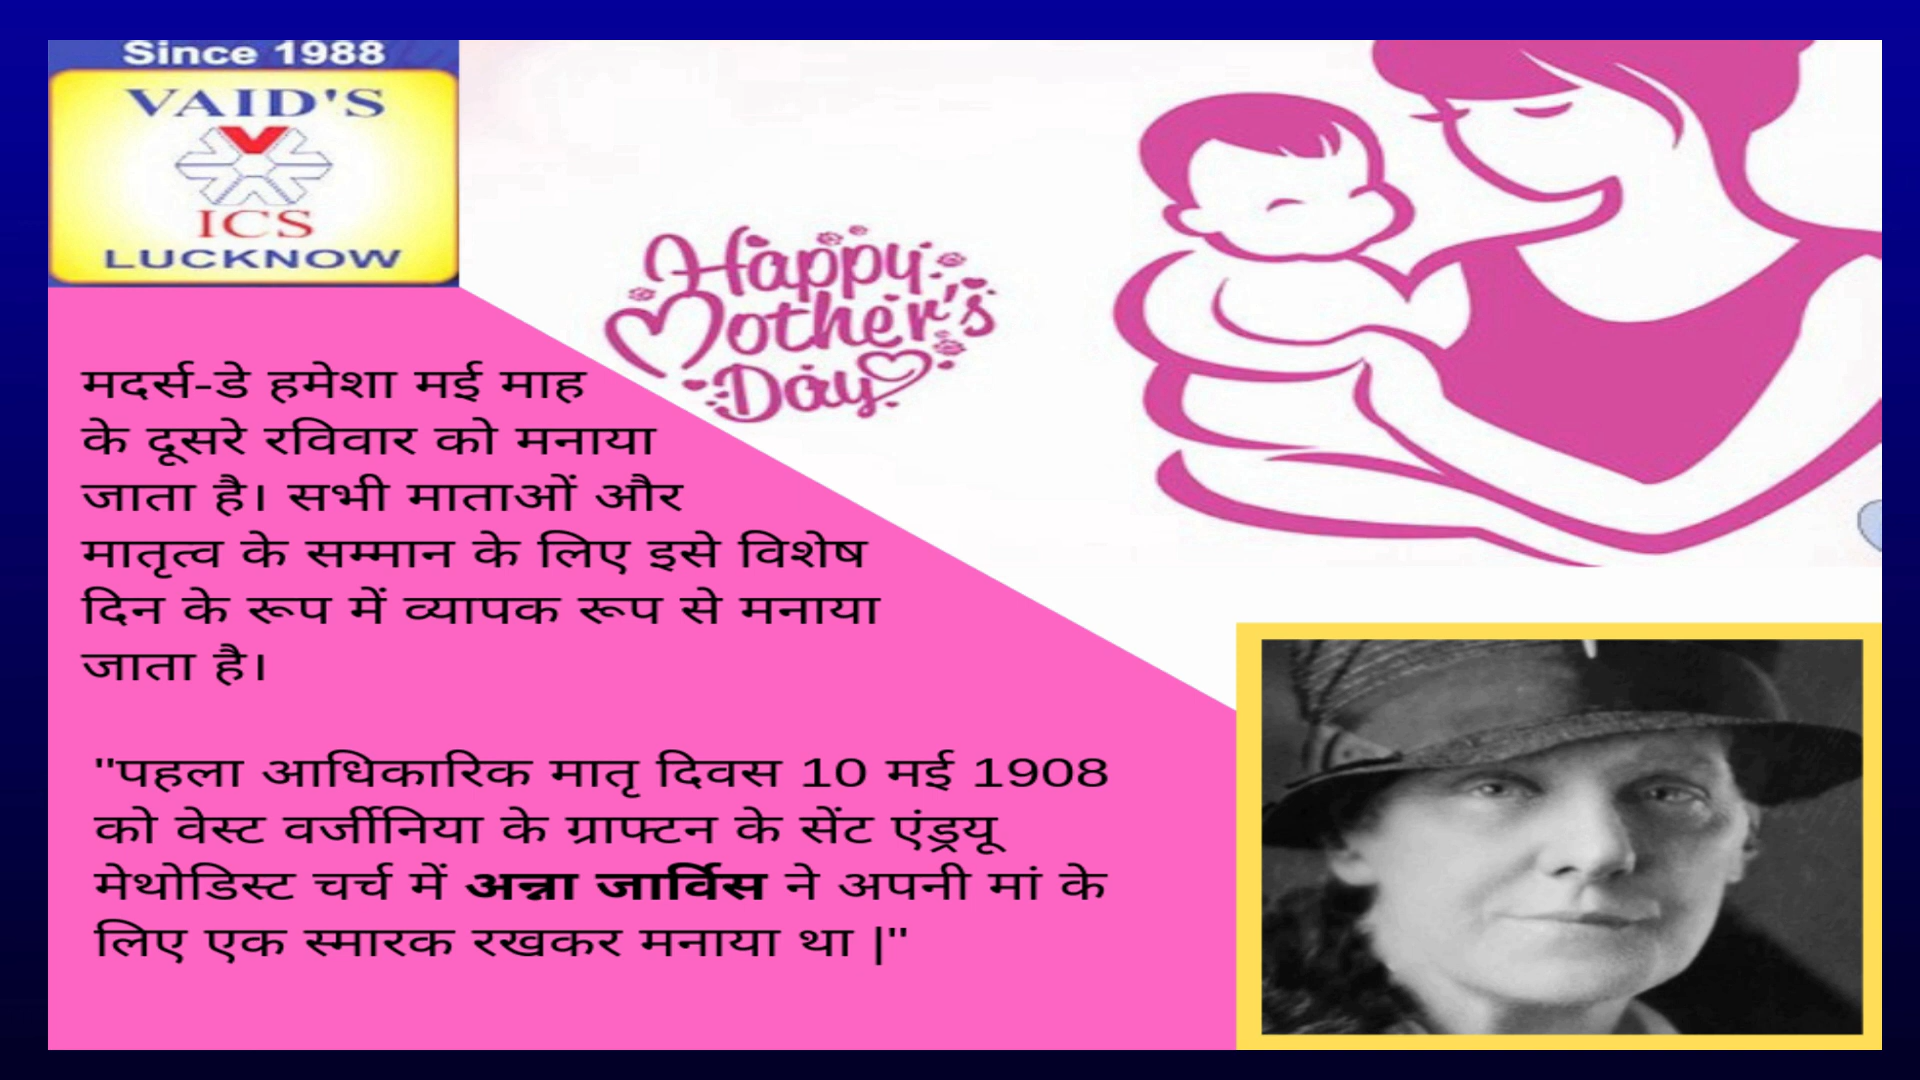 Since 1988
VAID'S
ICS
LUCKNOW
Happy
Mother's
Day
मदर्स-डे हमेशा मई माह
के दूसरे रविवार को मनाया
जाता है। सभी माताओं और
मातृत्व के सम्मान के लिए इसे विशेष
दिन के रूप में व्यापक रूप से मनाया
जाता है।
"पहला आधिकारिक मातृ दिवस 10 मई 1908
को वेस्ट वर्जीनिया के ग्राफ्टन के सेंट एंड्रयू
मेथोडिस्ट चर्च में अन्ना जार्विस ने अपनी मां के
लिए एक स्मारक रखकर मनाया था |"